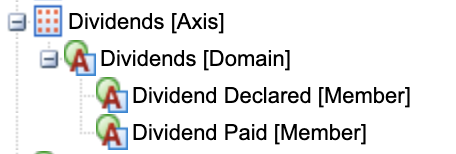 Dividends [Axis]
Dividends [Domain]
Dividend Declared [Member]
Dividend Paid [Member]